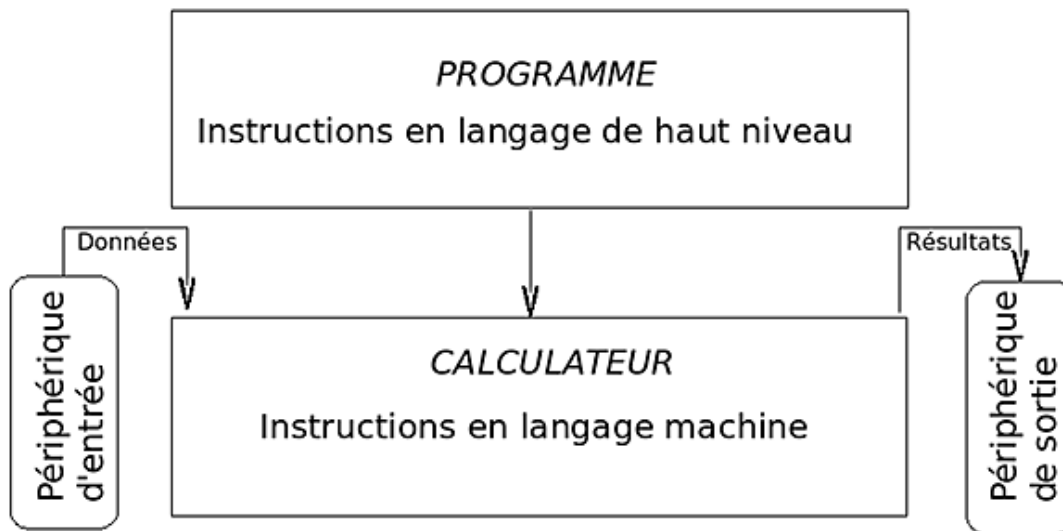 PROGRAMME
Instructions en langage de haut niveau
Données
Résultats
Périphérique
d'entrée
CALCULATEUR
Instructions en langage machine
Périphérique
de sortie